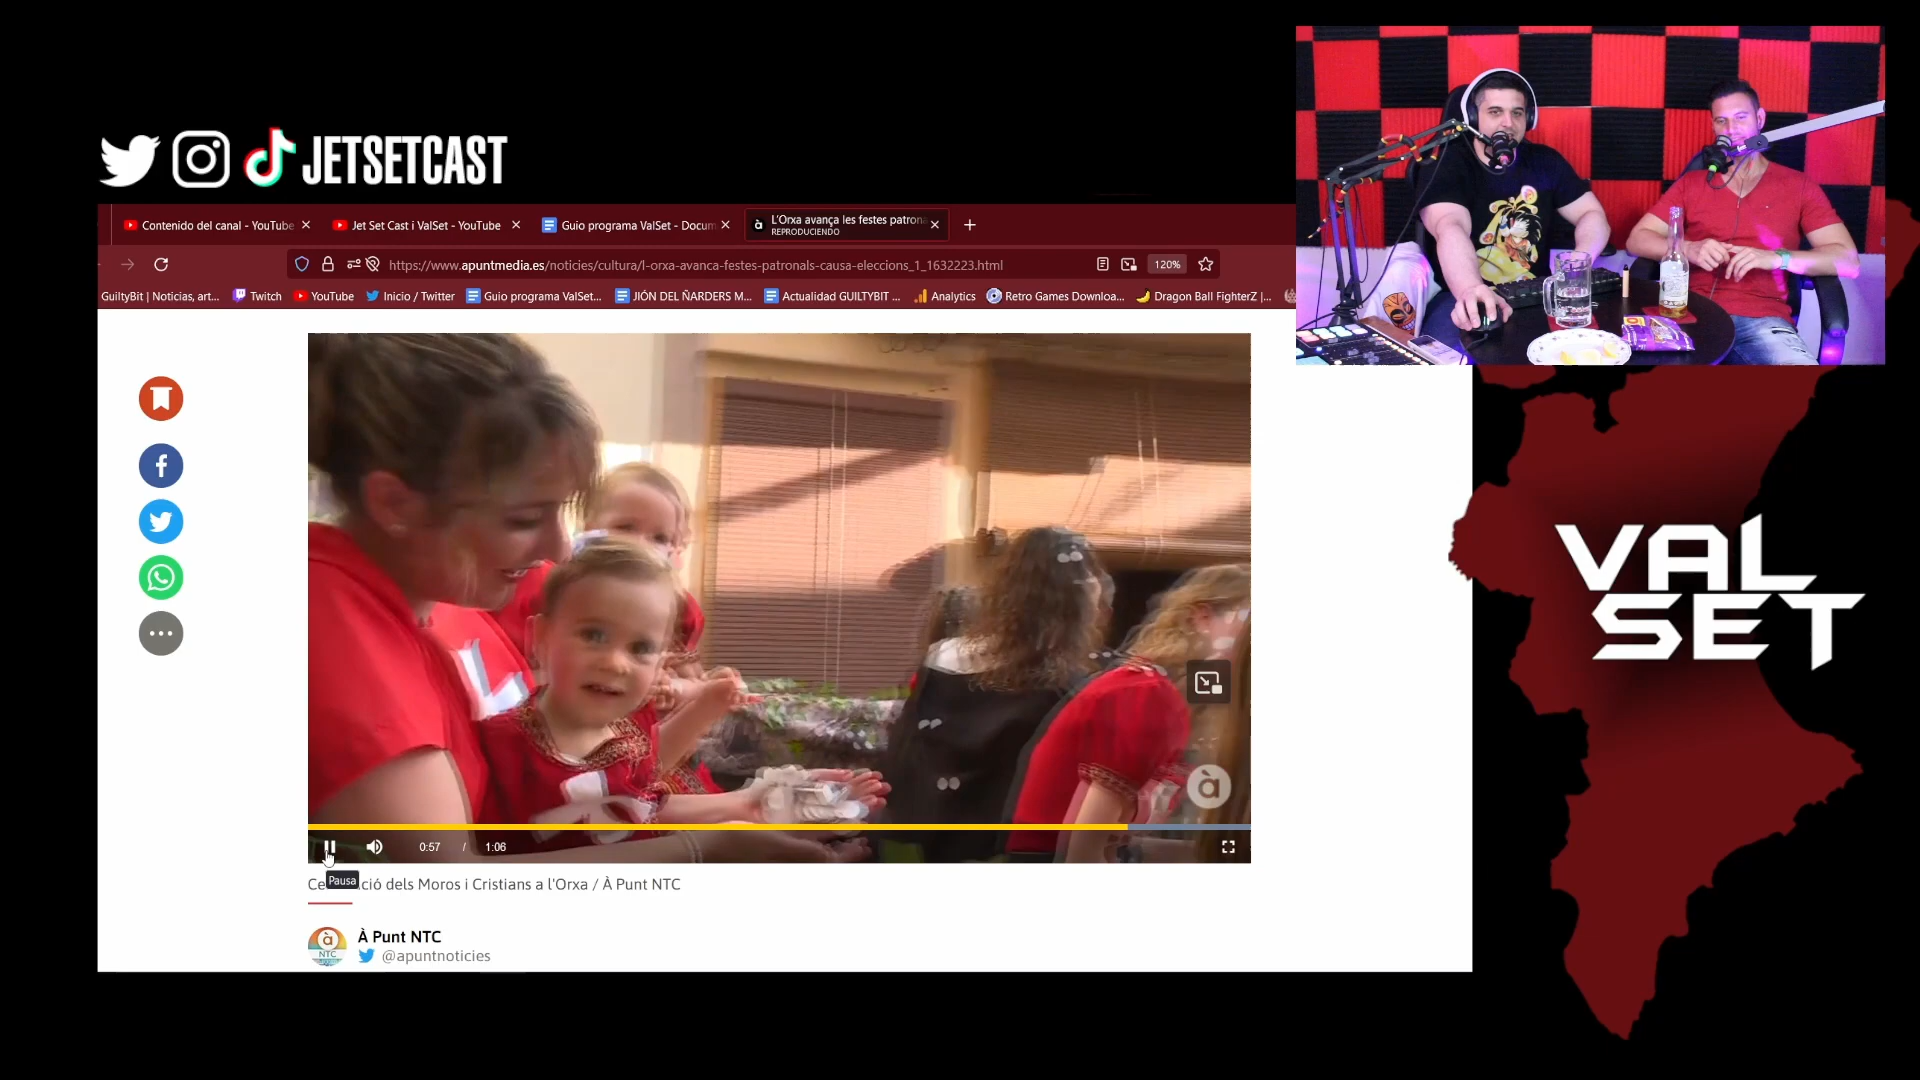 JETSETCAST
Contenido del canal - YouTube
Jet Set Cast i ValSet - YouTube
Guio programa ValSet - Docum
L'Orxa avança les festes patron
REPRODUCIENDO
https://www.apuntmedia.es/noticies/cultura/l-orxa-avanca-festes-patronals-causa-eleccions_1_1632223.html
120%
GuiltyBit | Noticias, art...
Twitch
YouTube
Inicio / Twitter
Guio programa ValSet...
JIÓN DEL ÑARDERS M...
Actualidad GUILTYBIT ...
Analytics
Retro Games Downloa...
Dragon Ball FighterZ |...
VAL
SET
à
0:57 / 1:06
Pausa
Ce ció dels Moros i Cristians a l'Orxa / À Punt NTC
à
NTC
À Punt NTC
@apuntnoticies